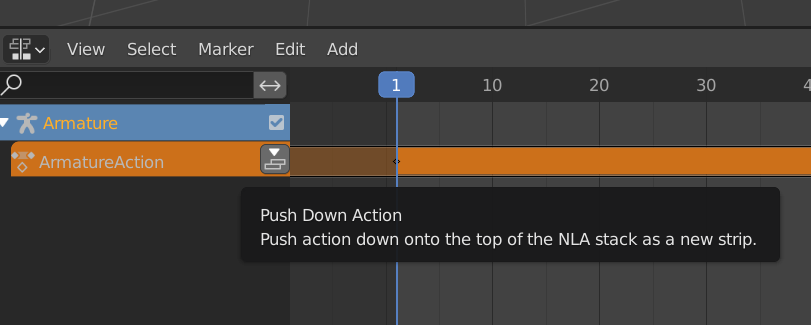 View Select Marker Edit Add
1 10 20 30 4
Armature
ArmatureAction
Push Down Action
Push action down onto the top of the NLA stack as a new strip.